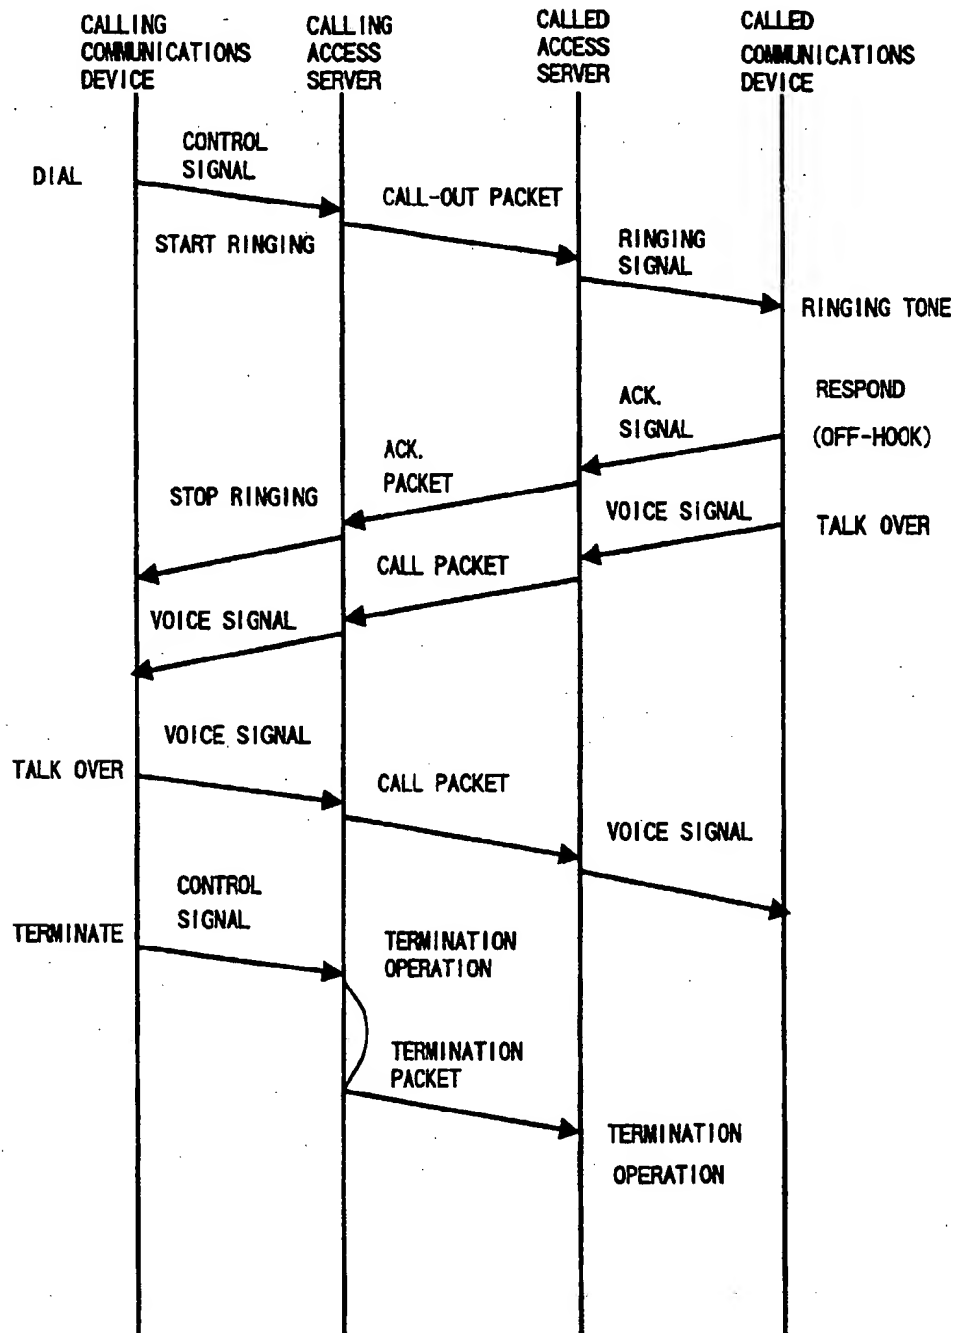 CALLING
COMMUNICATIONS
DEVICE
CALLING
ACCESS
SERVER
CALLED
ACCESS
SERVER
CALLED
COMMUNICATIONS
DEVICE
DIAL
CONTROL
SIGNAL
CALL-OUT PACKET
START RINGING
RINGING
SIGNAL
RINGING TONE
RESPOND
(OFF-HOOK)
ACK.
SIGNAL
ACK.
PACKET
STOP RINGING
VOICE SIGNAL
TALK OVER
CALL PACKET
VOICE SIGNAL
VOICE SIGNAL
TALK OVER
CALL PACKET
VOICE SIGNAL
CONTROL
SIGNAL
TERMINATE
TERMINATION
OPERATION
TERMINATION
PACKET
TERMINATION
OPERATION